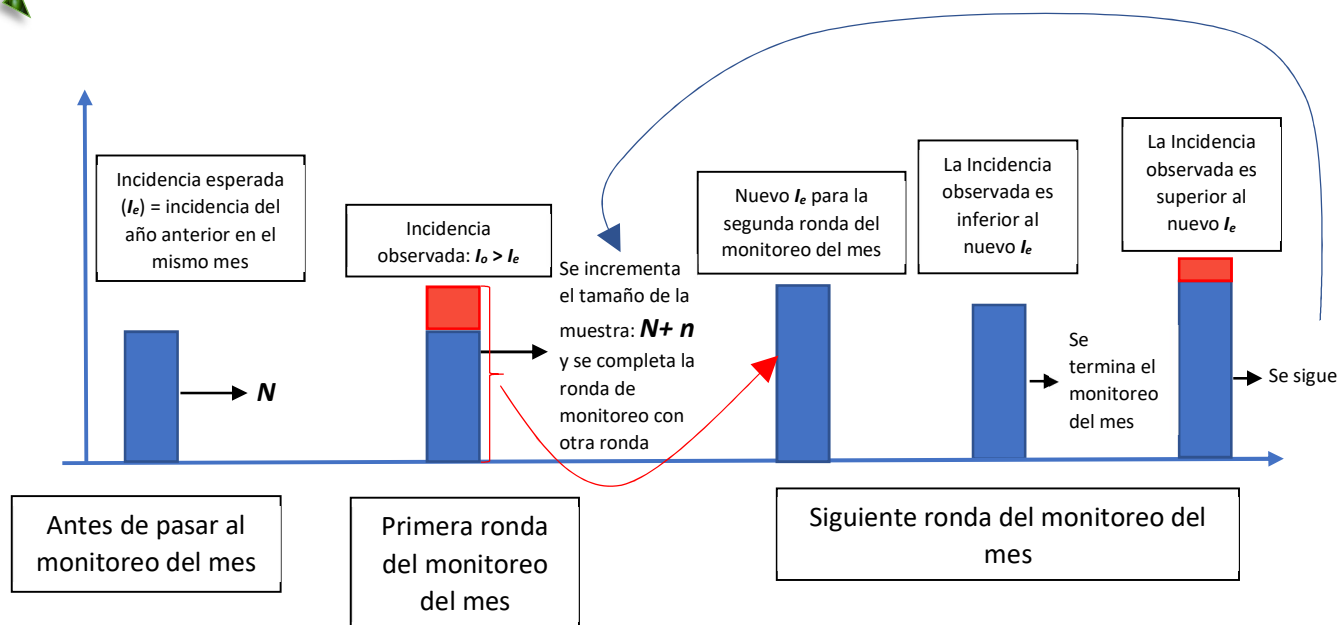 Incidencia esperada
(Ie) = incidencia del
año anterior en el
mismo mes
N
Incidencia
observada: Io > Ie
Se incrementa
el tamaño de la
muestra: N+ n
y se completa la
ronda de
monitoreo con
otra ronda
Nuevo Ie para la
segunda ronda del
monitoreo del mes
La Incidencia
observada es
inferior al
nuevo Ie
Se
termina el
monitoreo
del mes
La Incidencia
observada es
superior al
nuevo Ie
Se sigue
Antes de pasar al
monitoreo del mes
Primera ronda
del monitoreo
del mes
Siguiente ronda del monitoreo del
mes